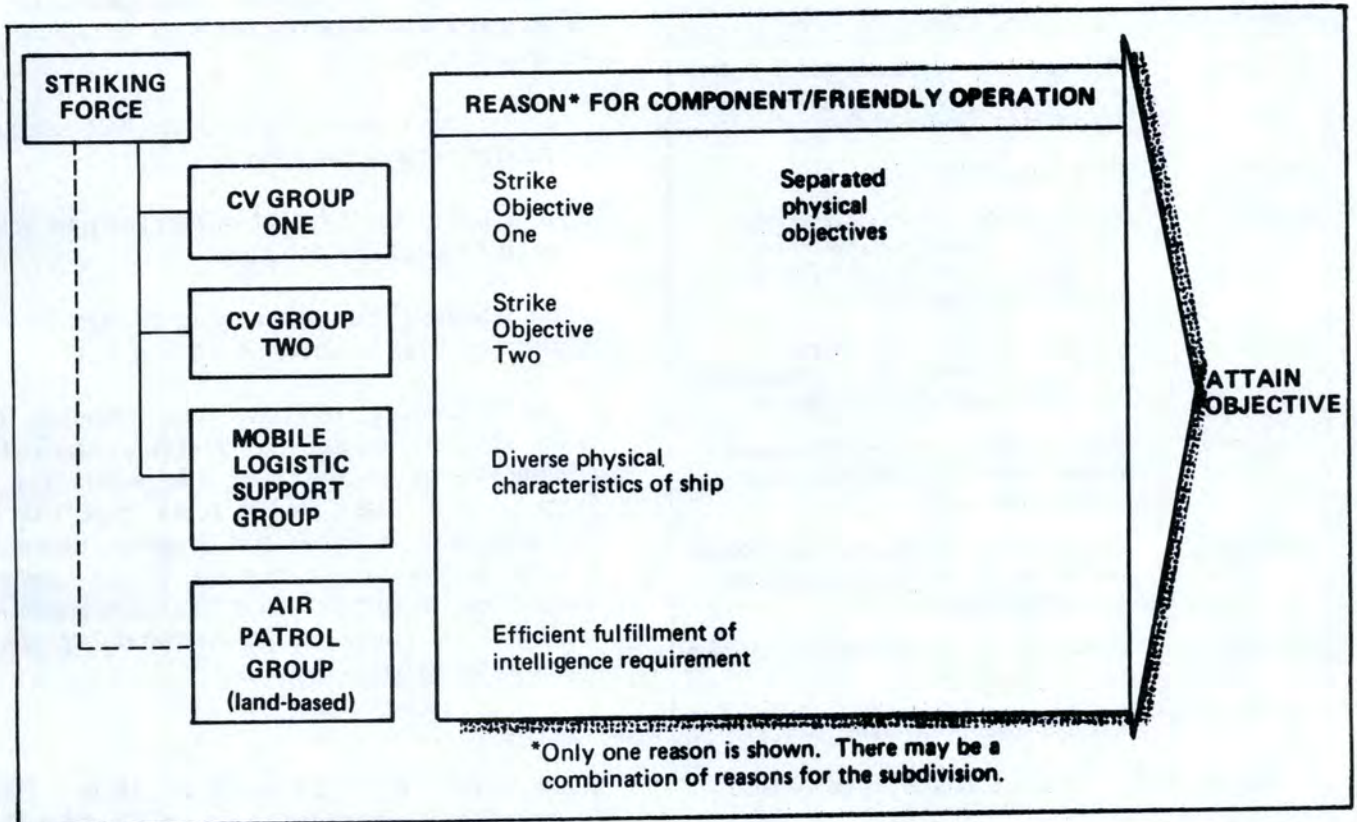 STRIKING
FORCE
REASON* FOR COMPONENT/FRIENDLY OPERATION
CV GROUP
ONE
Strike
Objective
One
Separated
physical
objectives
CV GROUP
TWO
Strike
Objective
Two
ATTAIN
OBJECTIVE
MOBILE
LOGISTIC
SUPPORT
GROUP
Diverse physical
characteristics of ship
AIR
PATROL
GROUP
(land-based)
Efficient fulfillment of
intelligence requirement
*Only one reason is shown. There may be a
combination of reasons for the subdivision.